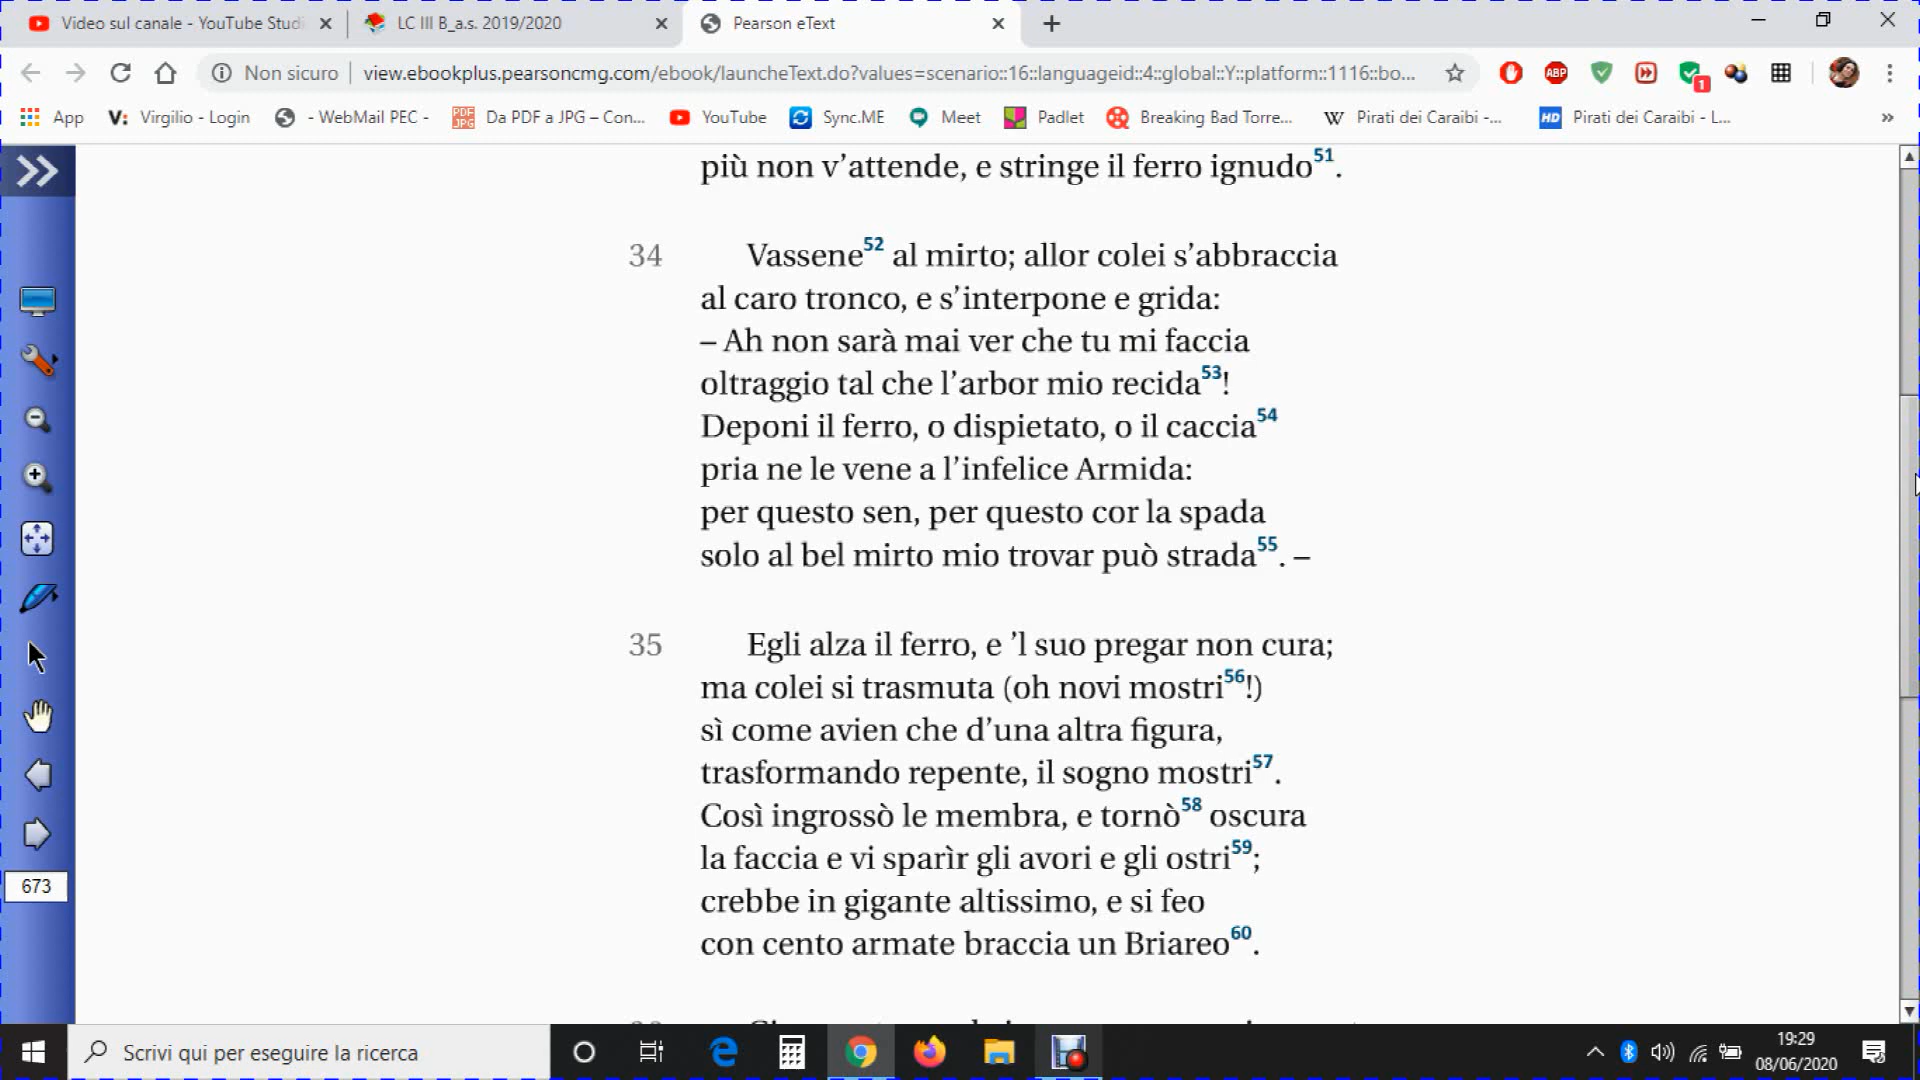 Video sul canale - YouTube Studi
LC III B_a.s. 2019/2020
Pearson eText
Non sicuro
view.ebookplus.pearsoncmg.com/ebook/launcheText.do?values=scenario::16::languageid::4::global::Y::platform::1116::bo...
ABP
1
App
Virgilio - Login
- WebMail PEC -
Da PDF a JPG – Con...
YouTube
Sync.ME
Meet
Padlet
Breaking Bad Torre...
Pirati dei Caraibi -...
Pirati dei Caraibi - L...
più non v'attende, e stringe il ferro ignudo51.
34 Vassene52 al mirto; allor colei s'abbraccia
al caro tronco, e s'interpone e grida:
– Ah non sarà mai ver che tu mi faccia
oltraggio tal che l'arbor mio recida53!
Deponi il ferro, o dispietato, o il caccia54
pria ne le vene a l'infelice Armida:
per questo sen, per questo cor la spada
solo al bel mirto mio trovar può strada55. –
35 Egli alza il ferro, e 'l suo pregar non cura;
ma colei si trasmuta (oh novi mostri56!)
sì come avien che d'una altra figura,
trasformando repente, il sogno mostri57.
Così ingrossò le membra, e tornò58 oscura
la faccia e vi sparìr gli avori e gli ostri59;
crebbe in gigante altissimo, e si feo
con cento armate braccia un Briareo60.
673
Scrivi qui per eseguire la ricerca
19:29
08/06/2020